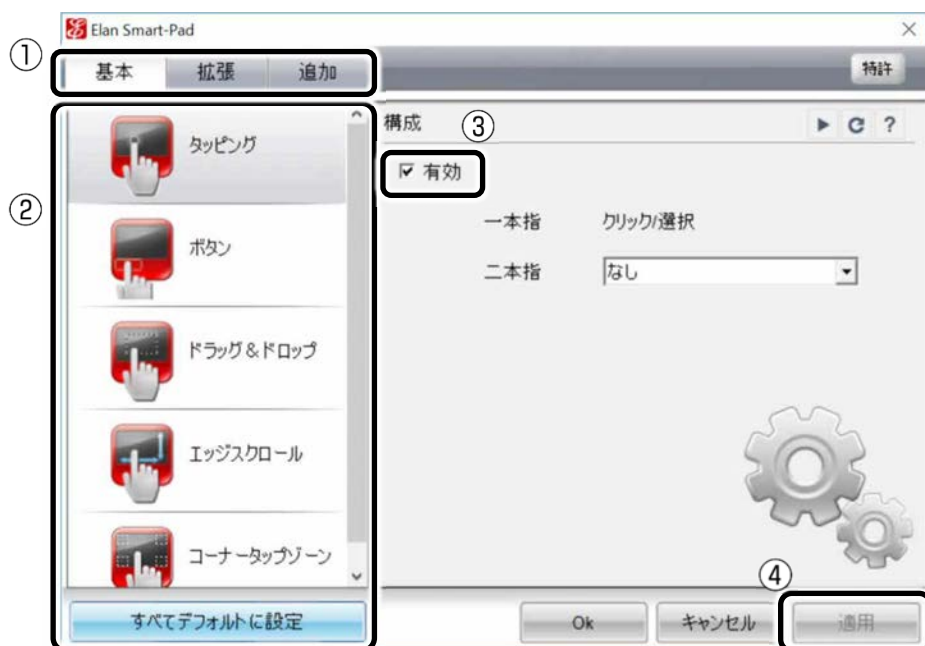 Elan Smart-Pad
①
基本 拡張 追加 特許
②
タッピング
ボタン
ドラッグ&ドロップ
エッジスクロール
コーナータップゾーン
すべてデフォルトに設定
構成 ③
?
有効
一本指 クリック/選択
二本指 なし
④
Ok キャンセル 適用